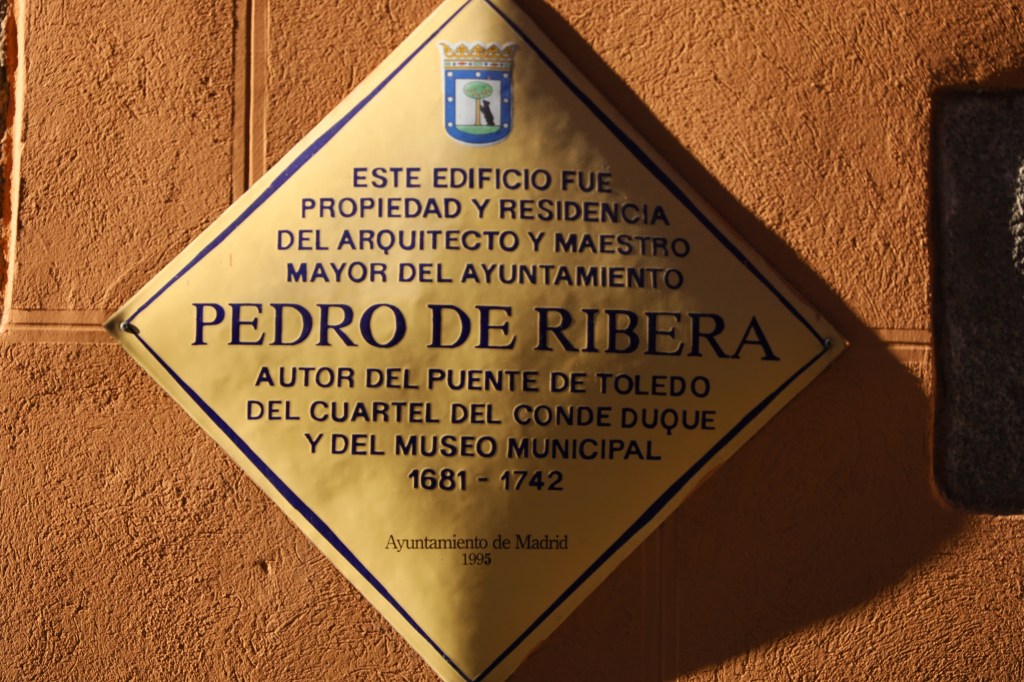 ESTE EDIFICIO FUE
PROPIEDAD Y RESIDENCIA
DEL ARQUITECTO Y MAESTRO
MAYOR DEL AYUNTAMIENTO
PEDRO DE RIBERA
AUTOR DEL PUENTE DE TOLEDO
DEL CUARTEL DEL CONDE DUQUE
Y DEL MUSEO MUNICIPAL
1681 - 1742
Ayuntamiento de Madrid
1995